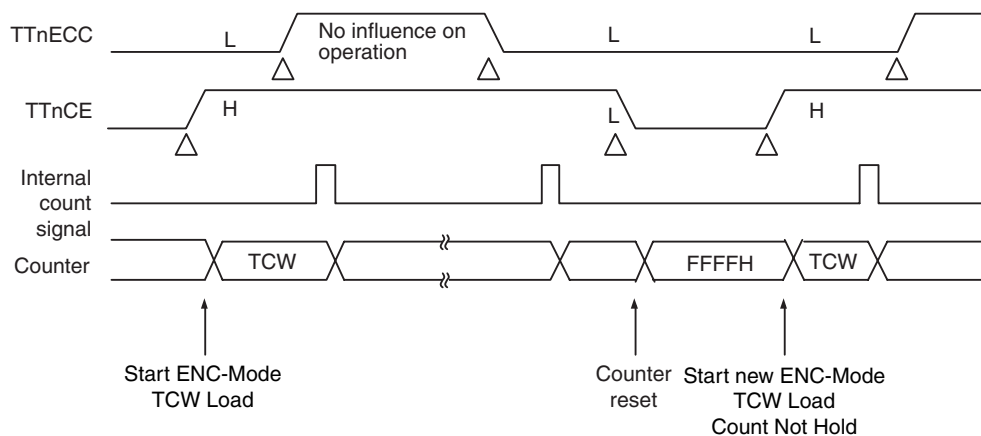 TTnECC
L
No influence on
operation
L
L
TTnCE
H
L
H
Internal
count
signal
Counter
TCW
FFFFH
TCW
Start ENC-Mode
TCW Load
Counter
reset
Start new ENC-Mode
TCW Load
Count Not Hold